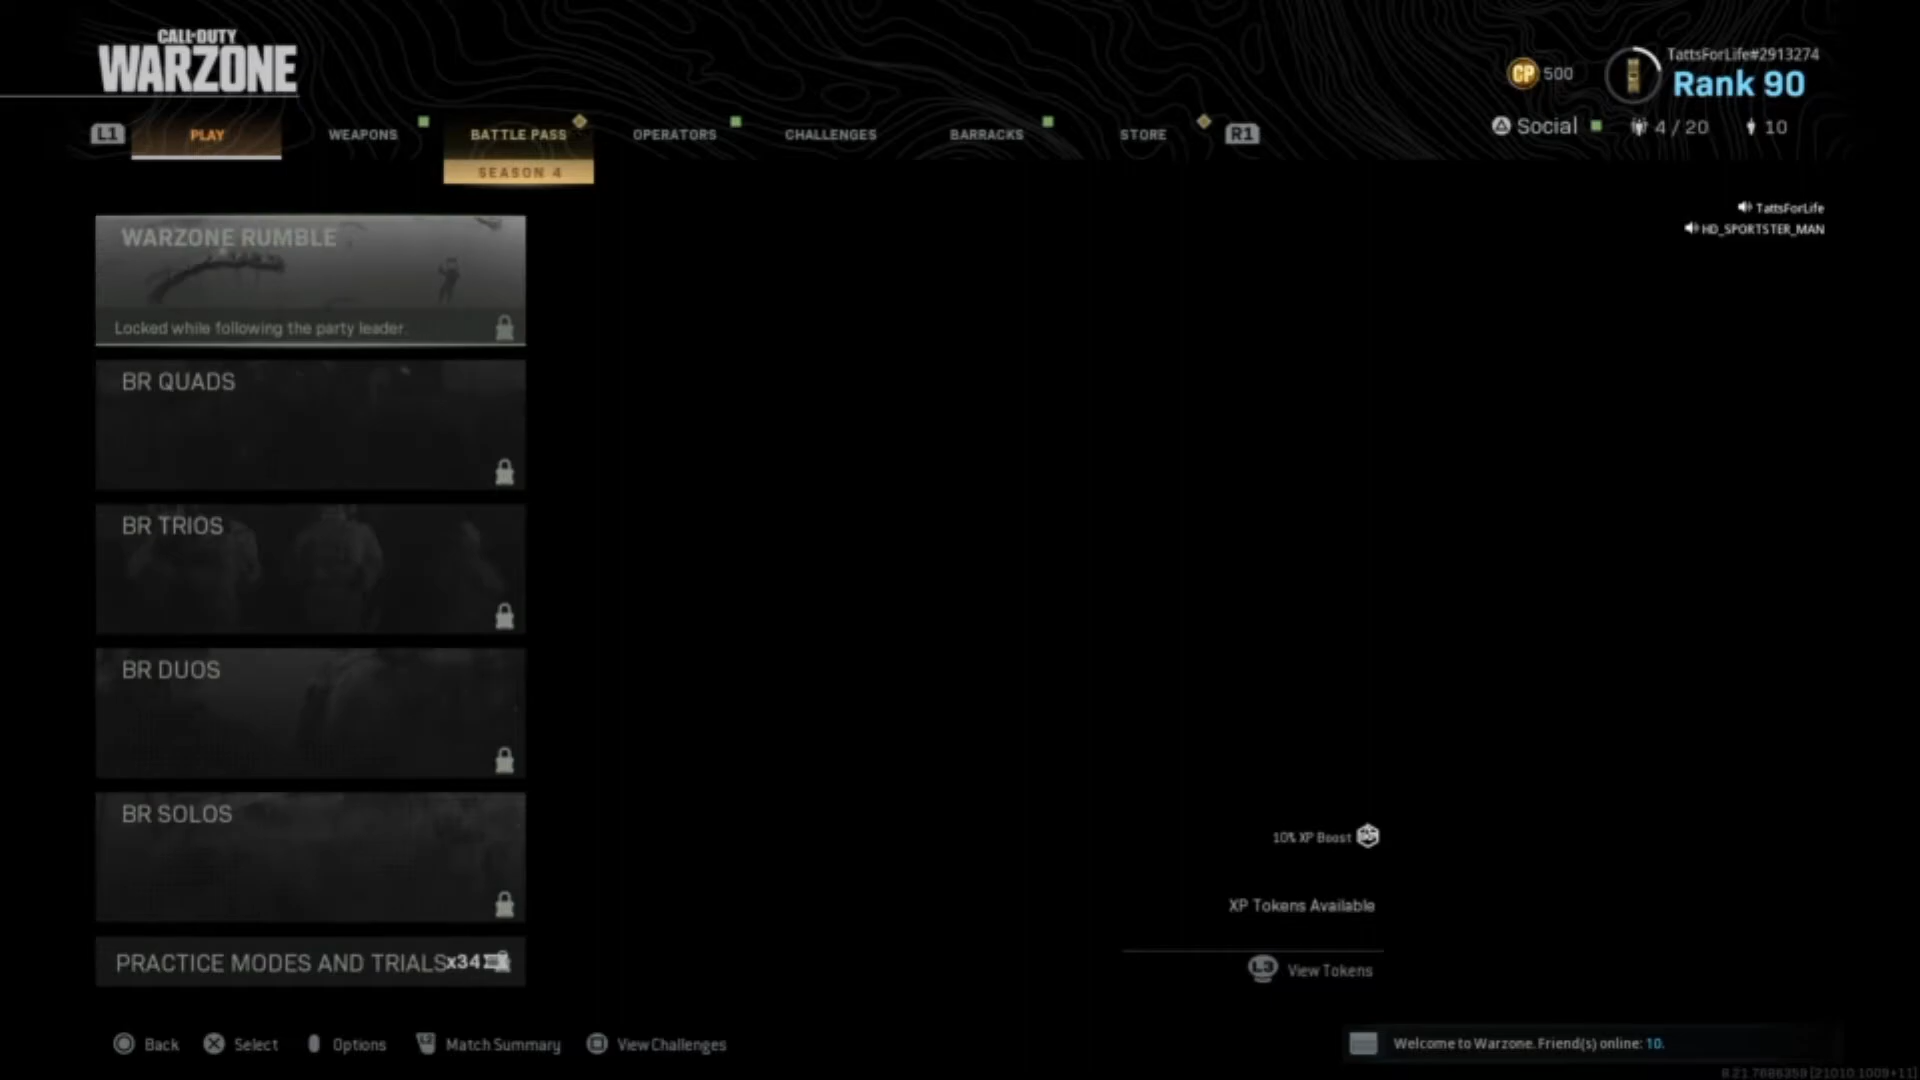 CALL OF DUTY
WARZONE
CP 500
TattsForLife#2913274
Rank 90
L1
PLAY
WEAPONS
BATTLE PASS
OPERATORS
CHALLENGES
BARRACKS
STORE
R1
Social
4 / 20
10
SEASON 4
TattsForLife
HD_SPORTSTER_MAN
WARZONE RUMBLE
Locked while following the party leader.
BR QUADS
BR TRIOS
BR DUOS
BR SOLOS
10% XP Boost
XP Tokens Available
PRACTICE MODES AND TRIALS x34
L3 View Tokens
Back
Select
Options
Match Summary
View Challenges
Welcome to Warzone. Friend(s) online: 10.